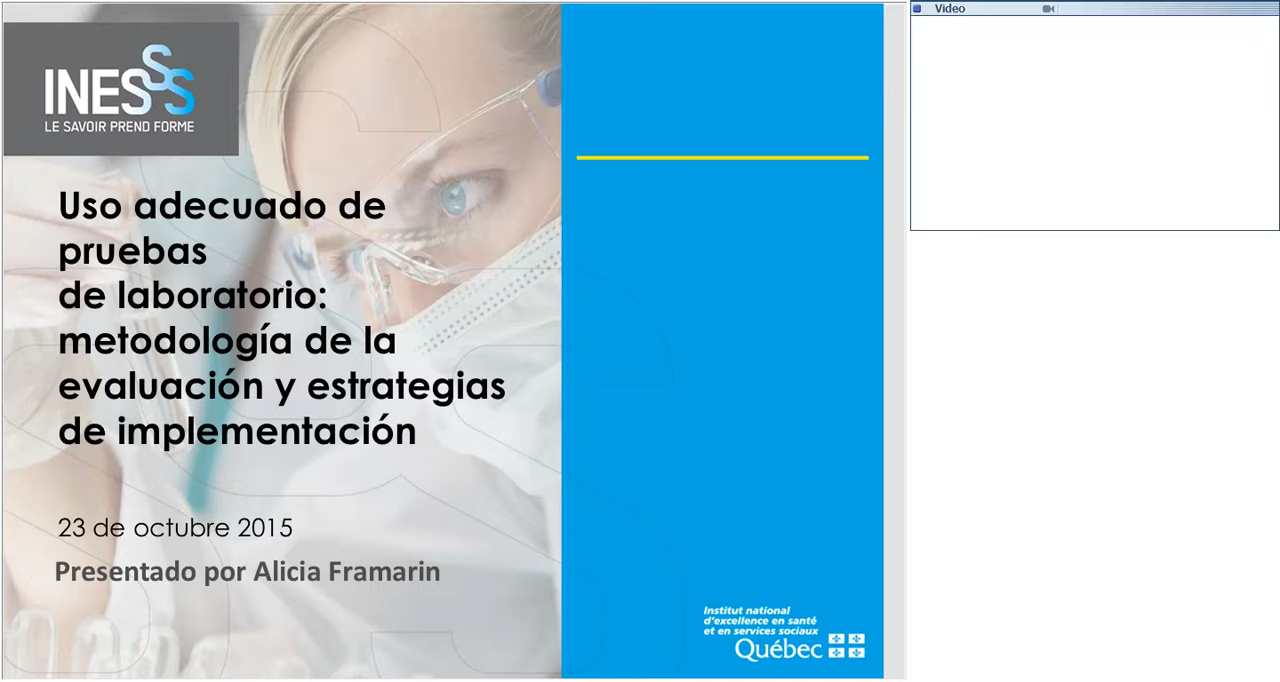 Video
INESSS
LE SAVOIR PREND FORME
Uso adecuado de
pruebas
de laboratorio:
metodología de la
evaluación y estrategias
de implementación
23 de octubre 2015
Presentado por Alicia Framarin
Institut national
d'excellence en santé
et en services sociaux
Québec